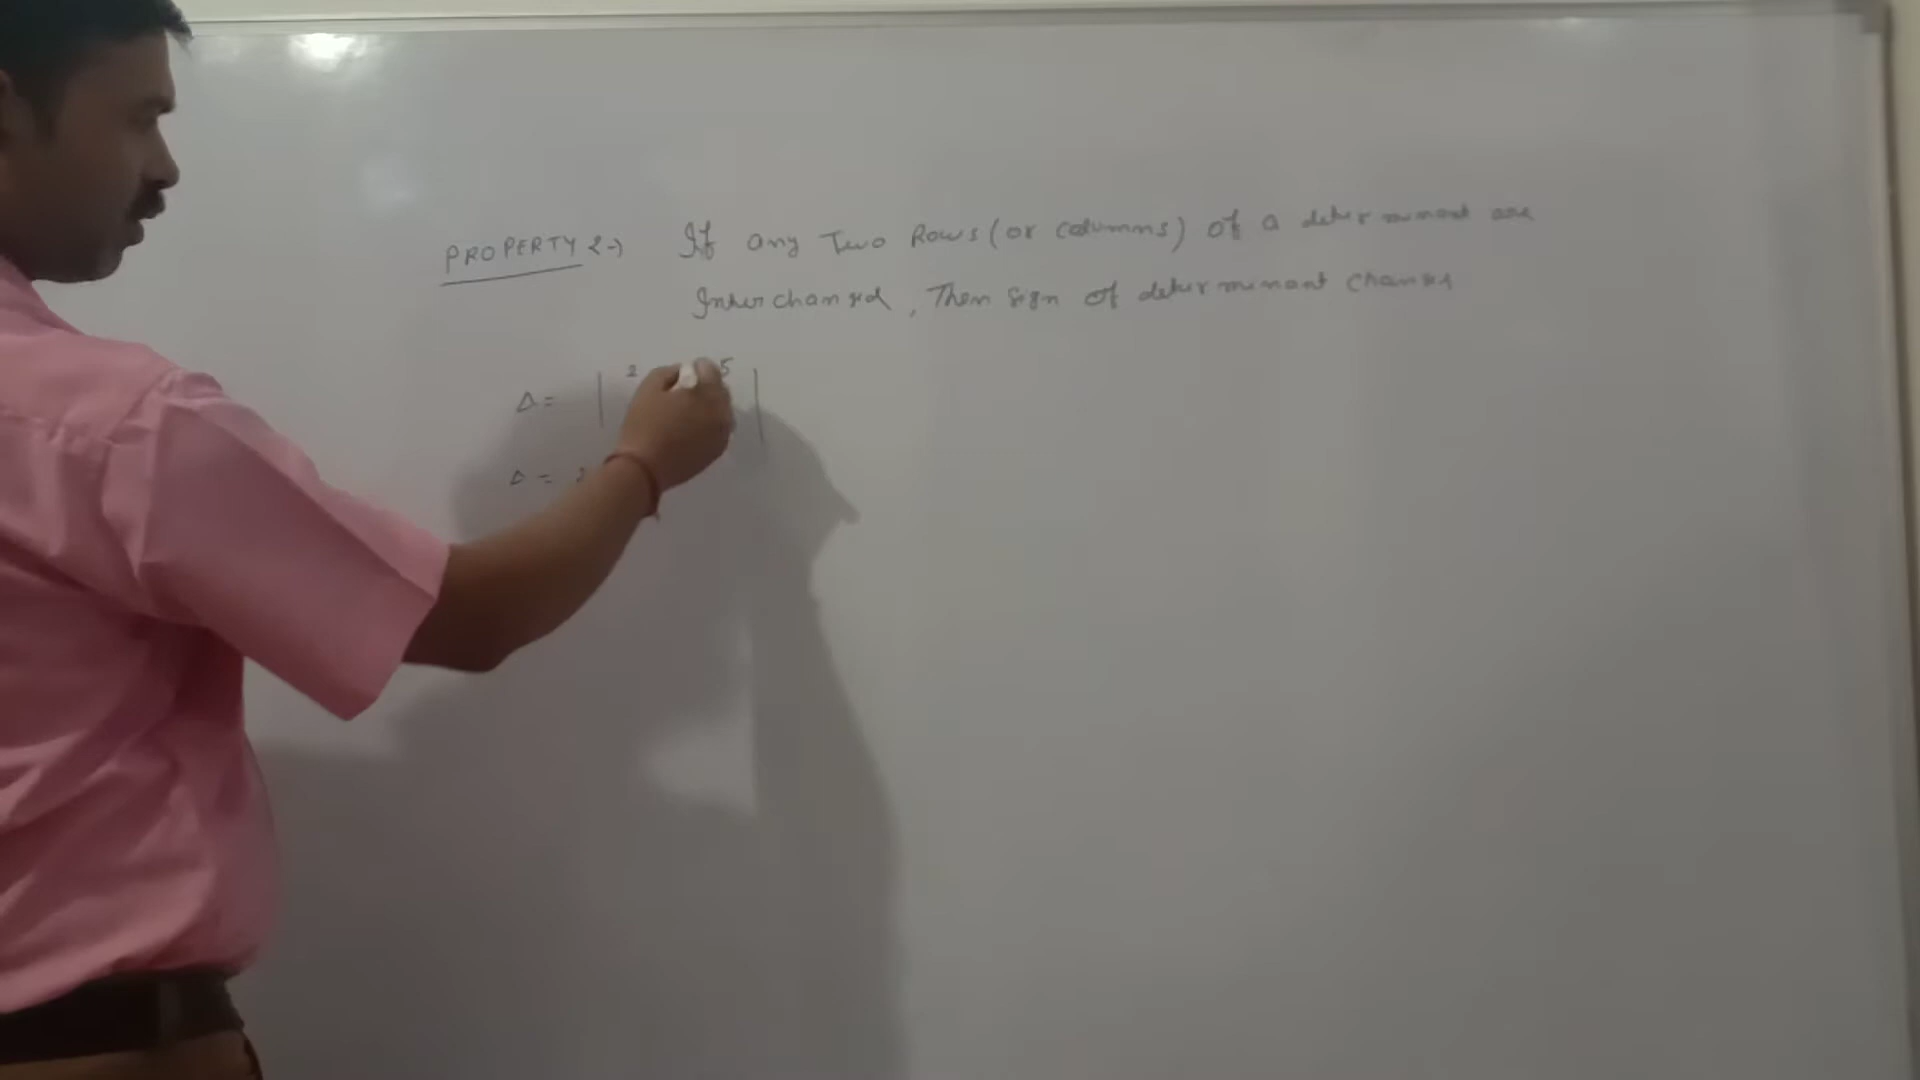 PROPERTY 2→ If any Two Rows (or columns) of a determinant are
Interchanged, Then sign of determinant changes
Δ = | 2 5 |
Δ = 2